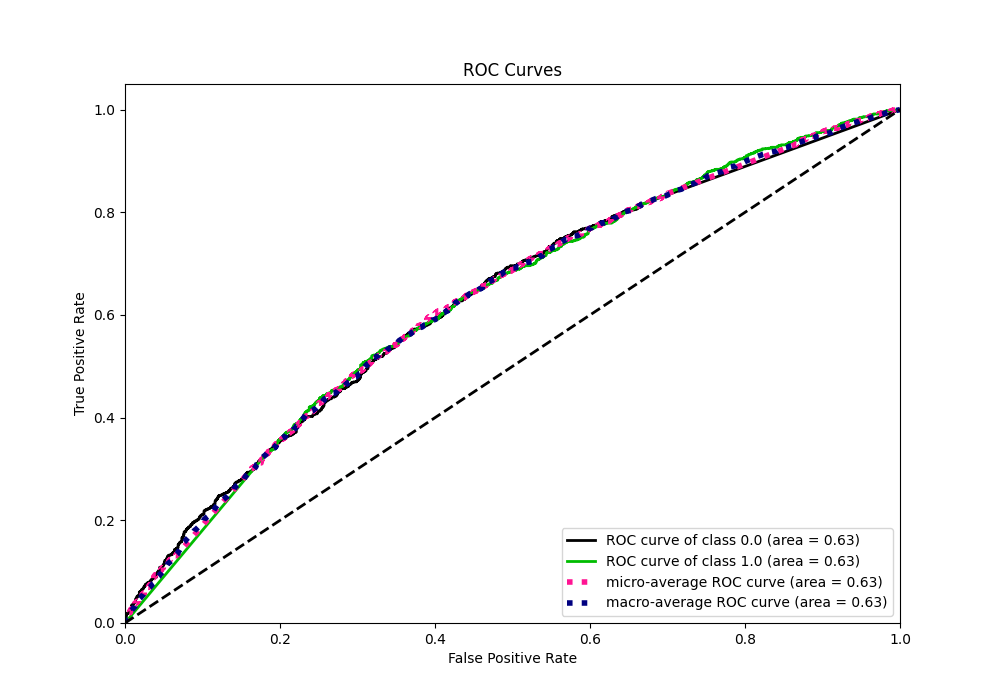 ROC Curves
True Positive Rate
1.0
0.8
0.6
0.4
0.2
0.0
ROC curve of class 0.0 (area = 0.63)
ROC curve of class 1.0 (area = 0.63)
micro-average ROC curve (area = 0.63)
macro-average ROC curve (area = 0.63)
0.0 0.2 0.4 0.6 0.8 1.0
False Positive Rate